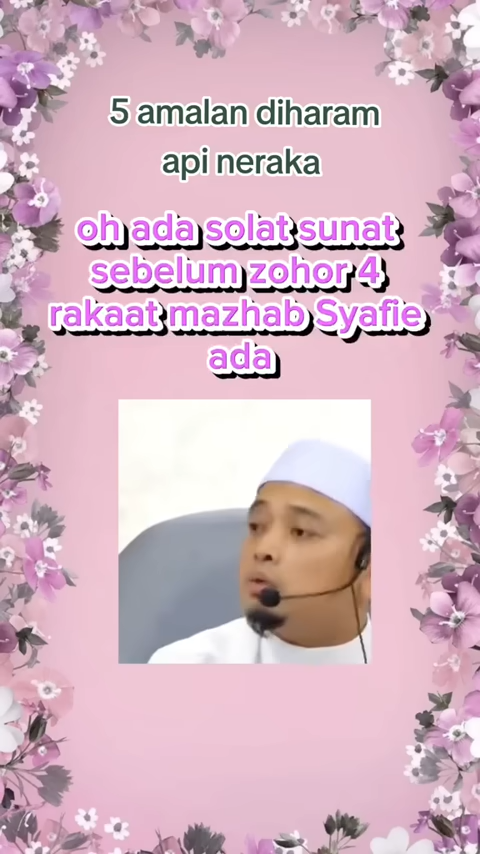 5 amalan diharam
api neraka
oh ada solat sunat
sebelum zohor 4
rakaat mazhab Syafie
ada